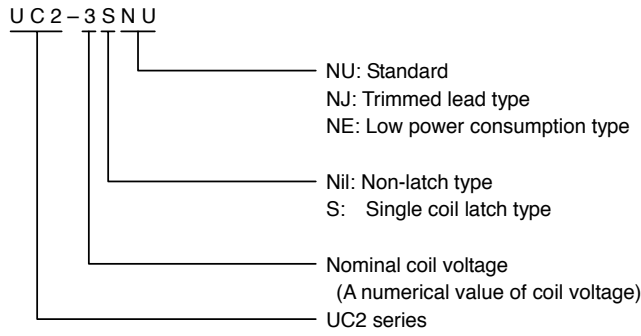 UC2-3SNU
NU: Standard
NJ: Trimmed lead type
NE: Low power consumption type
Nil: Non-latch type
S: Single coil latch type
Nominal coil voltage
(A numerical value of coil voltage)
UC2 series